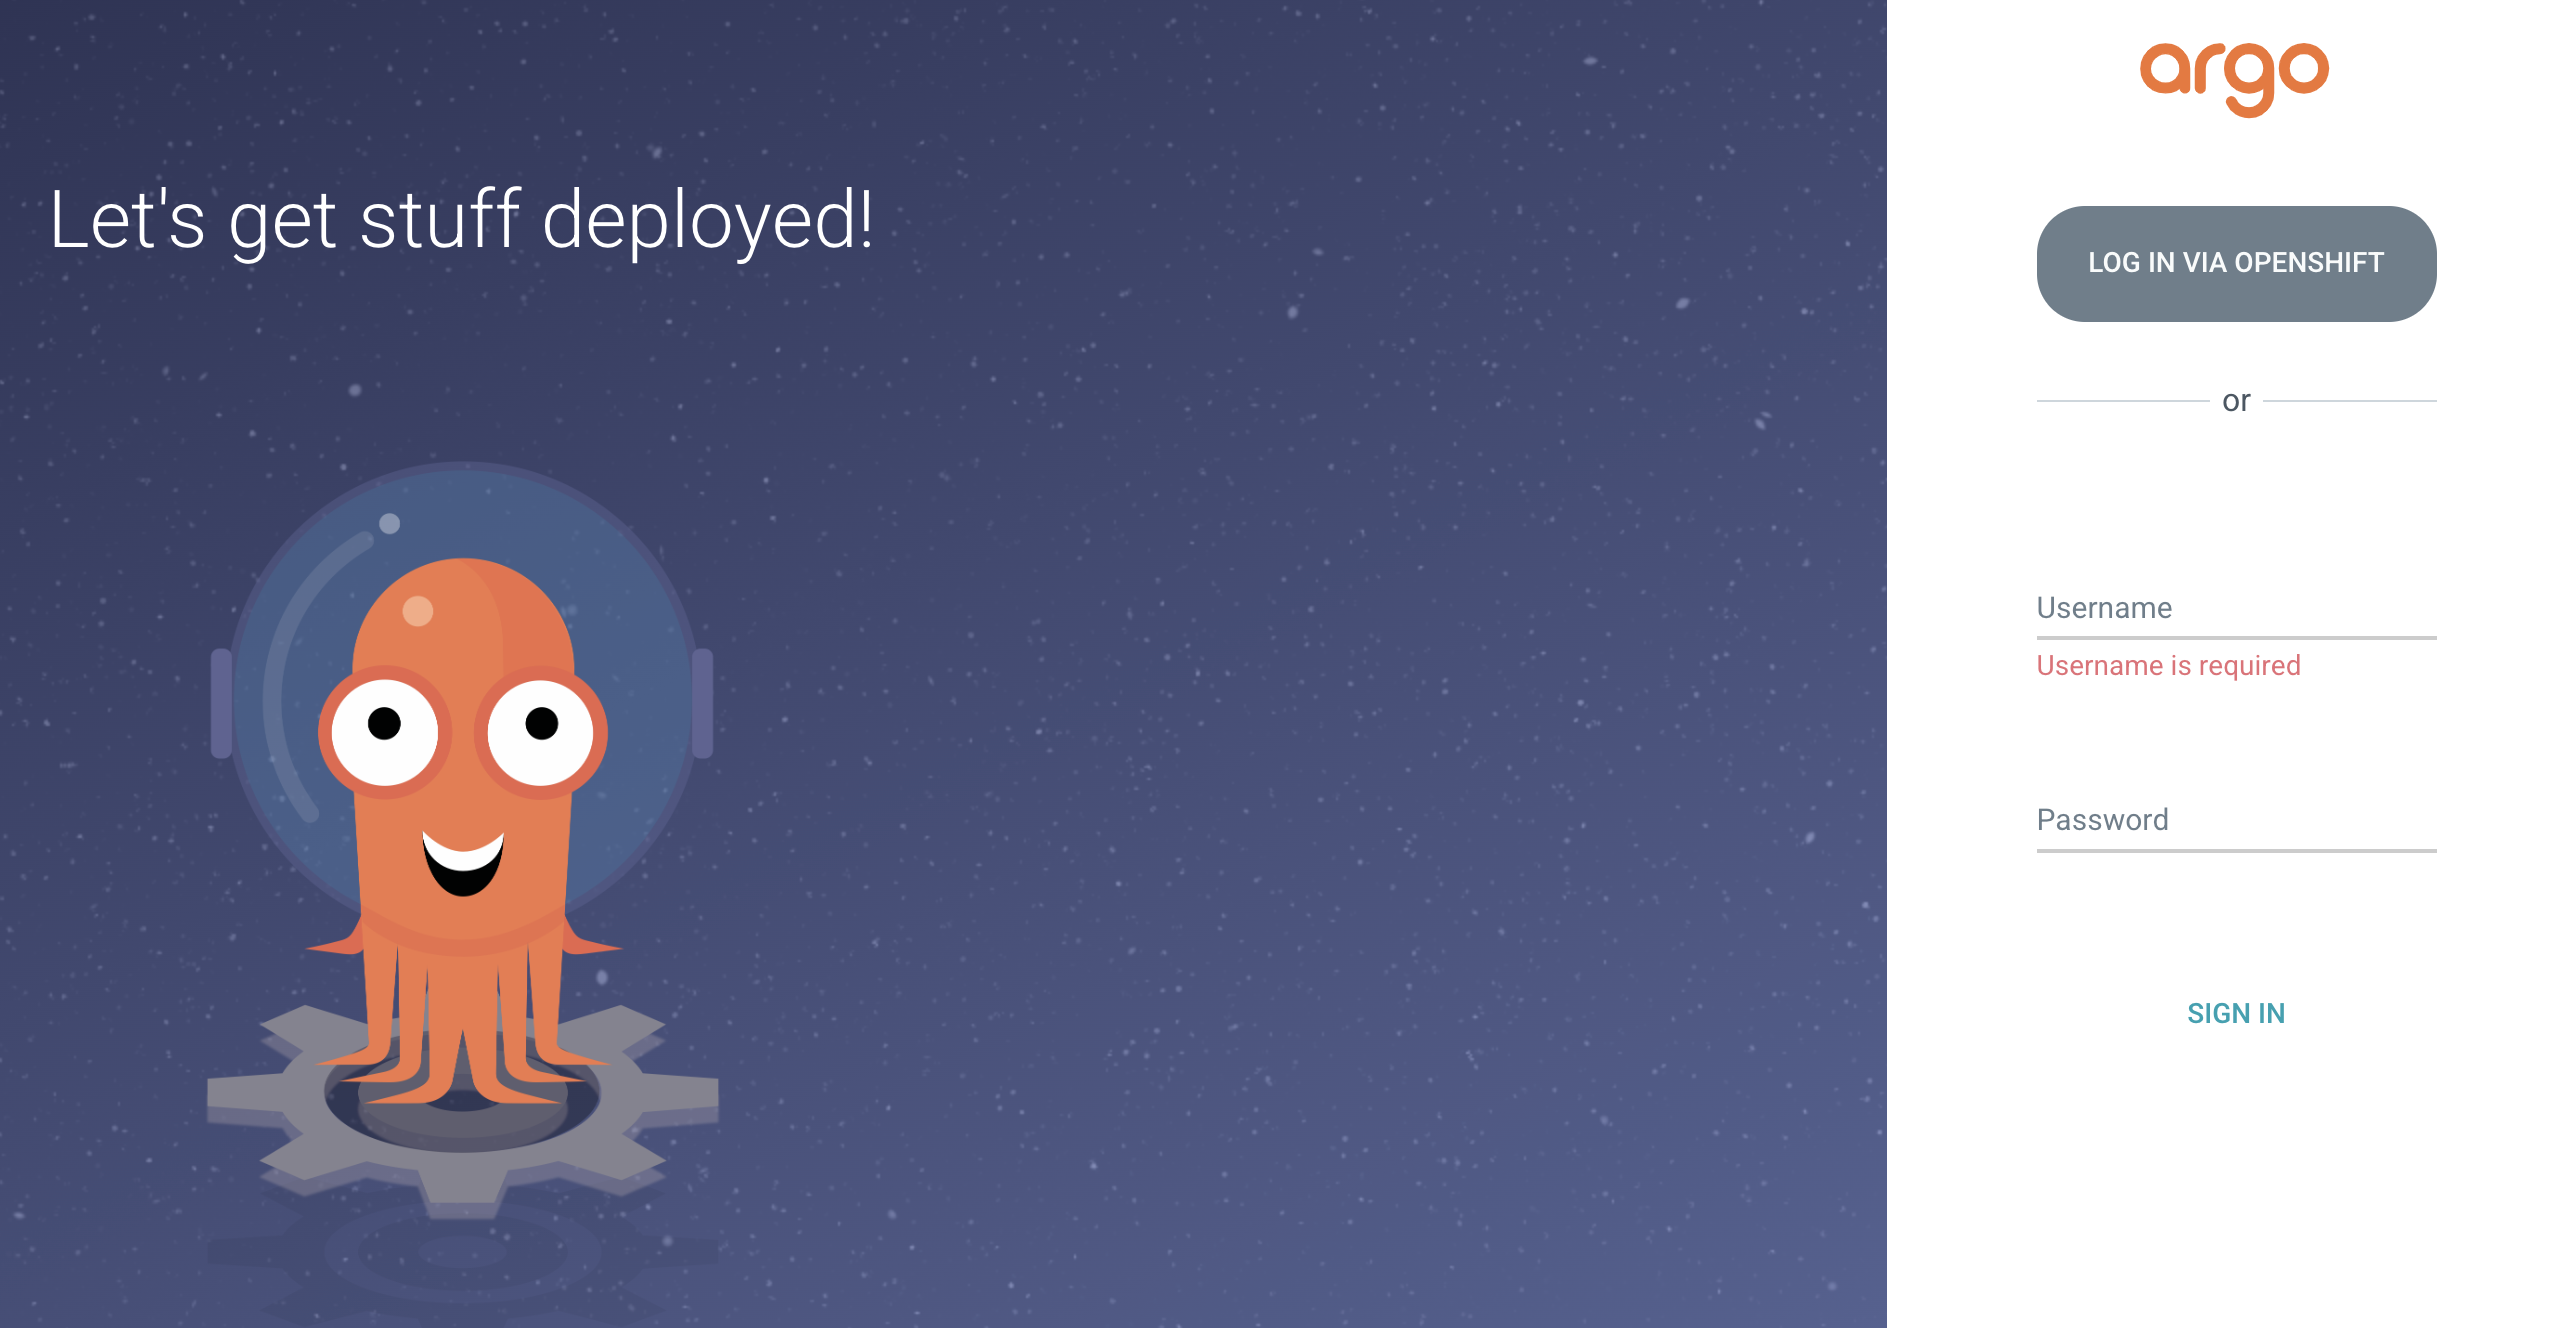 Let's get stuff deployed!
argo
LOG IN VIA OPENSHIFT
or
Username
Username is required
Password
SIGN IN